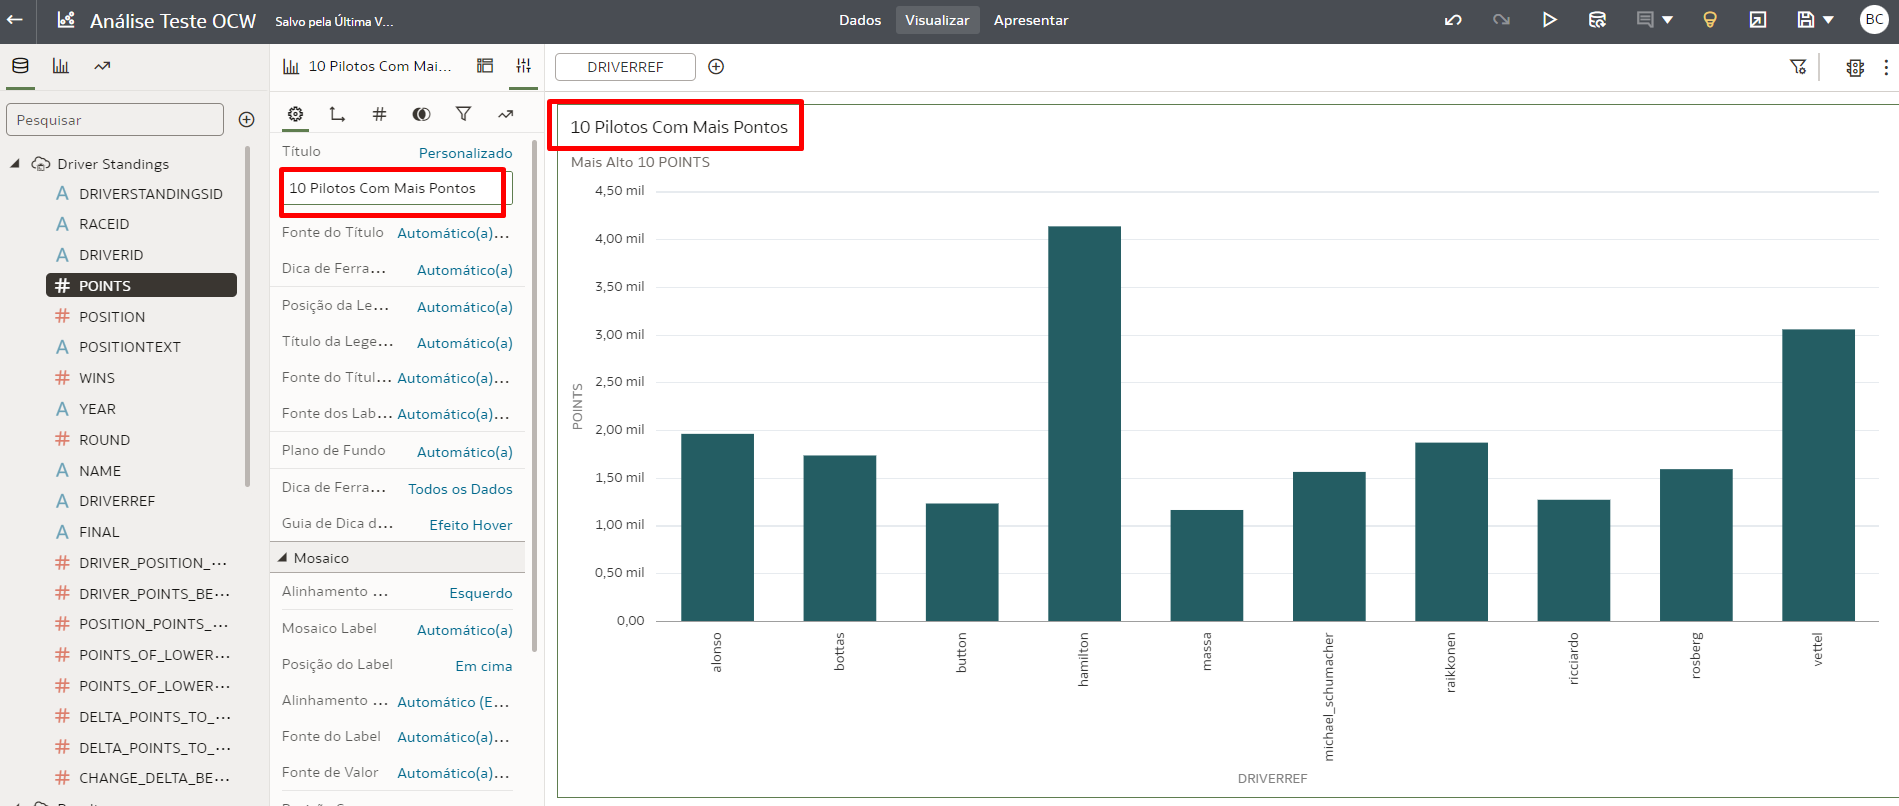 Análise Teste OCW
Salvo pela Última V...
Dados
Visualizar
Apresentar
BC
Pesquisar
Driver Standings
A DRIVERSTANDINGSID
A RACEID
A DRIVERID
# POINTS
# POSITION
A POSITIONTEXT
# WINS
A YEAR
# ROUND
A NAME
A DRIVERREF
A FINAL
# DRIVER_POSITION_...
# DRIVER_POINTS_BE...
# POSITION_POINTS_...
# POINTS_OF_LOWER...
# POINTS_OF_LOWER...
# DELTA_POINTS_TO_...
# DELTA_POINTS_TO_...
# CHANGE_DELTA_BE...
10 Pilotos Com Mai...
#
Título Personalizado
10 Pilotos Com Mais Pontos
Fonte do Título Automático(a)...
Dica de Ferra... Automático(a)
Posição da Le... Automático(a)
Título da Lege... Automático(a)
Fonte do Títul... Automático(a)...
Fonte dos Lab... Automático(a)...
Plano de Fundo Automático(a)
Dica de Ferra... Todos os Dados
Guia de Dica d... Efeito Hover
Mosaico
Alinhamento ... Esquerdo
Mosaico Label Automático(a)
Posição do Label Em cima
Alinhamento ... Automático (E...
Fonte do Label Automático(a)...
Fonte de Valor Automático(a)...
DRIVERREF
10 Pilotos Com Mais Pontos
Mais Alto 10 POINTS
4,50 mil
4,00 mil
3,50 mil
3,00 mil
2,50 mil
2,00 mil
1,50 mil
1,00 mil
0,50 mil
0,00
POINTS
alonso
bottas
button
hamilton
massa
michael_schumacher
raikkonen
ricciardo
rosberg
vettel
DRIVERREF